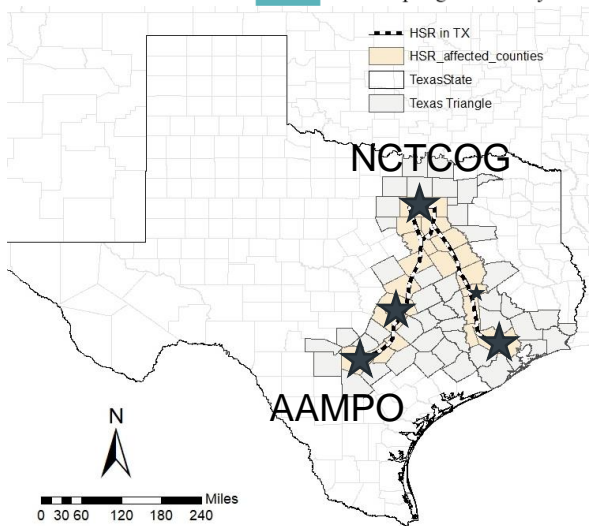 HSR in TX
HSR_affected_counties
TexasState
Texas Triangle
NCTCOG
AAMPO
N
Miles
0 30 60 120 180 240